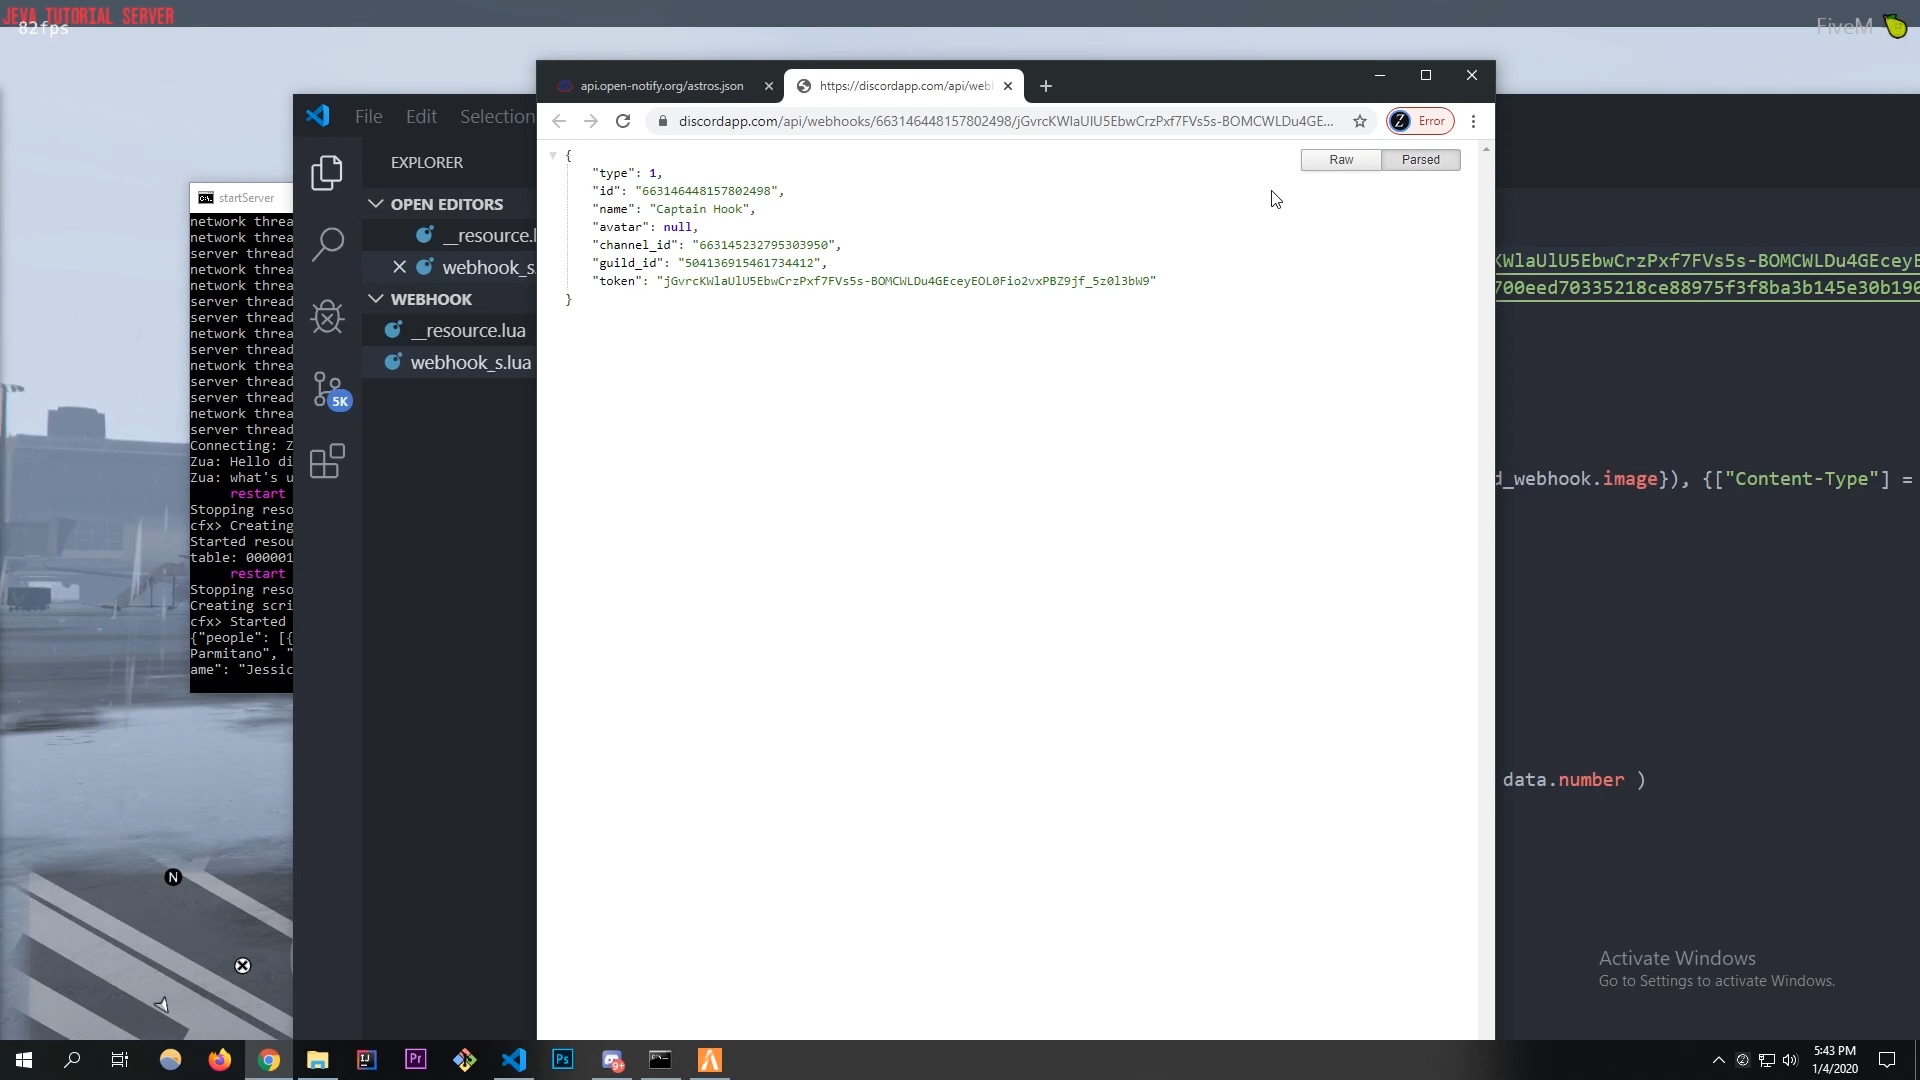 JEVA TUTORIAL SERVER
82fps
FiveM
api.open-notify.org/astros.json
https://discordapp.com/api/web
discordapp.com/api/webhooks/663146448157802498/jGvrcKWlaUlU5EbwCrzPxf7FVs5s-BOMCWLDu4GE...
Error
File Edit Selection
EXPLORER
OPEN EDITORS
__resource.l
webhook_s.
WEBHOOK
__resource.lua
webhook_s.lua
5K
startServer
network threa
network threa
server thread
network threa
network threa
server thread
server thread
network threa
server thread
network threa
server thread
server thread
network threa
server thread
Connecting: Z
Zua: Hello di
Zua: what's u
restart
Stopping reso
cfx> Creating
Started resou
table: 000001
restart
Stopping reso
Creating scri
cfx> Started
{"people": [{
Parmitano", "
ame": "Jessic
Raw
Parsed
{
"type": 1,
"id": "663146448157802498",
"name": "Captain Hook",
"avatar": null,
"channel_id": "663145232795303950",
"guild_id": "504136915461734412",
"token": "jGvrcKWlaUlU5EbwCrzPxf7FVs5s-BOMCWLDu4GEceyEOL0Fio2vxPBZ9jf_5z0l3bW9"
}
KWlaUlU5EbwCrzPxf7FVs5s-BOMCWLDu4GEceyE
700eed70335218ce88975f3f8ba3b145e30b190
d_webhook.image}), {["Content-Type"] =
data.number )
N
Activate Windows
Go to Settings to activate Windows.
5:43 PM
1/4/2020